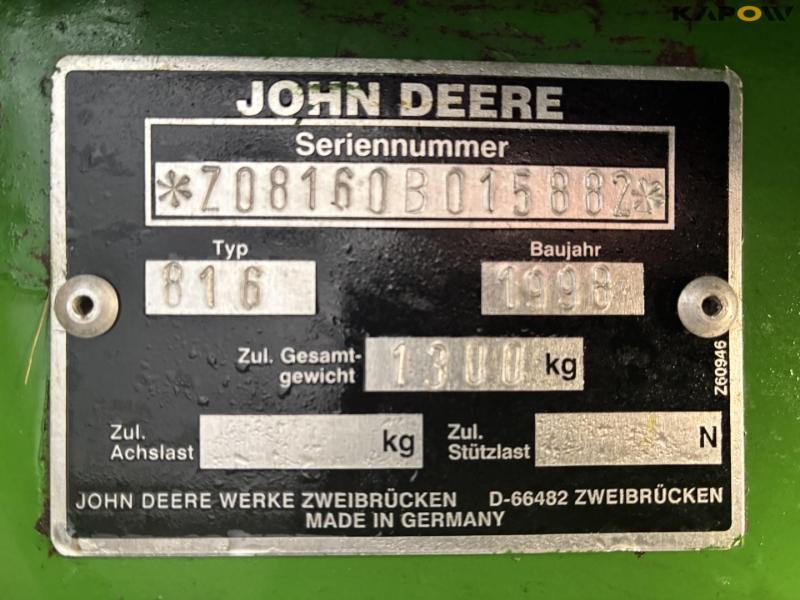 KAPOW
JOHN DEERE
Seriennummer
*Z08160B015882*
Typ
Baujahr
816
1998
Zul. Gesamt-
gewicht
1300 kg
Zul.
Achslast
kg
Zul.
Stützlast
N
Z60946
JOHN DEERE WERKE ZWEIBRÜCKEN D-66482 ZWEIBRÜCKEN
MADE IN GERMANY